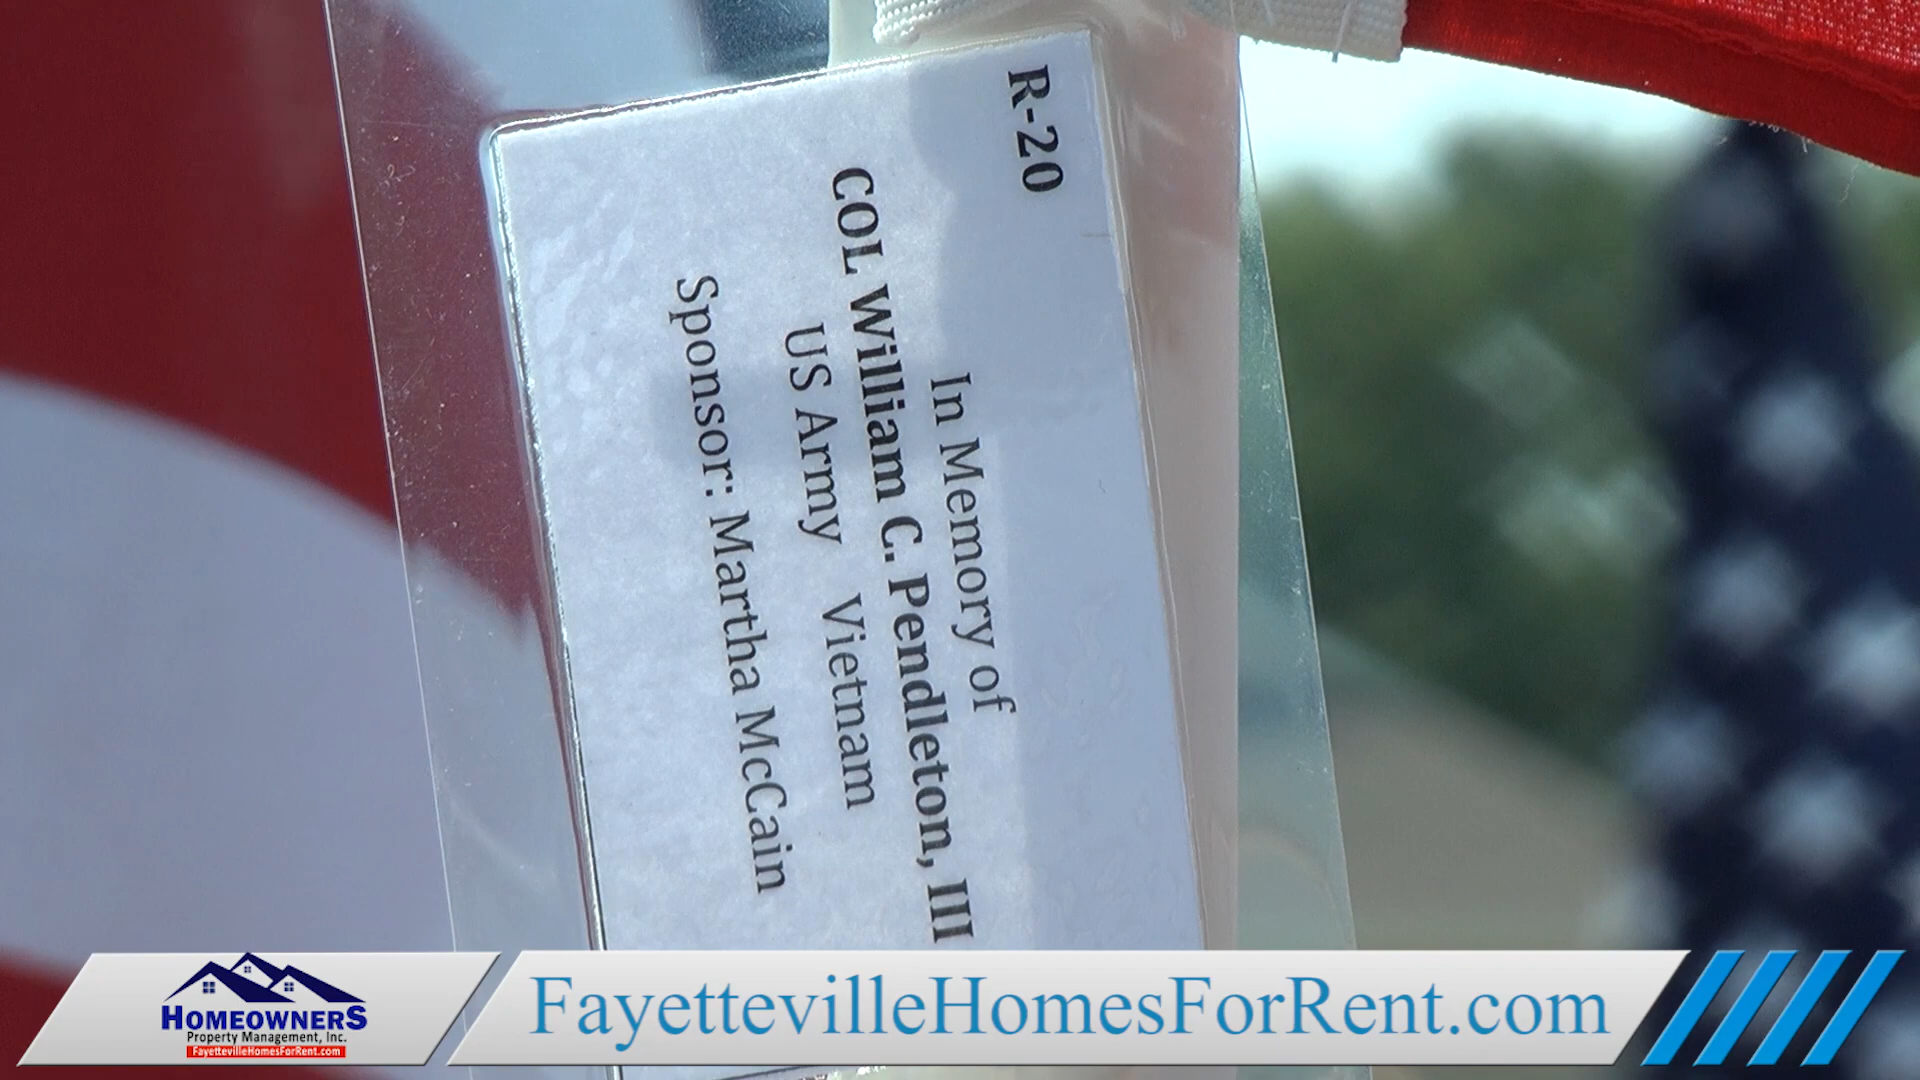 R-20
In Memory of
COL William C. Pendleton, III
US Army Vietnam
Sponsor: Martha McCain
HOMEOWNERS
Property Management, Inc.
FayettevilleHomesForRent.com
FayettevilleHomesForRent.com